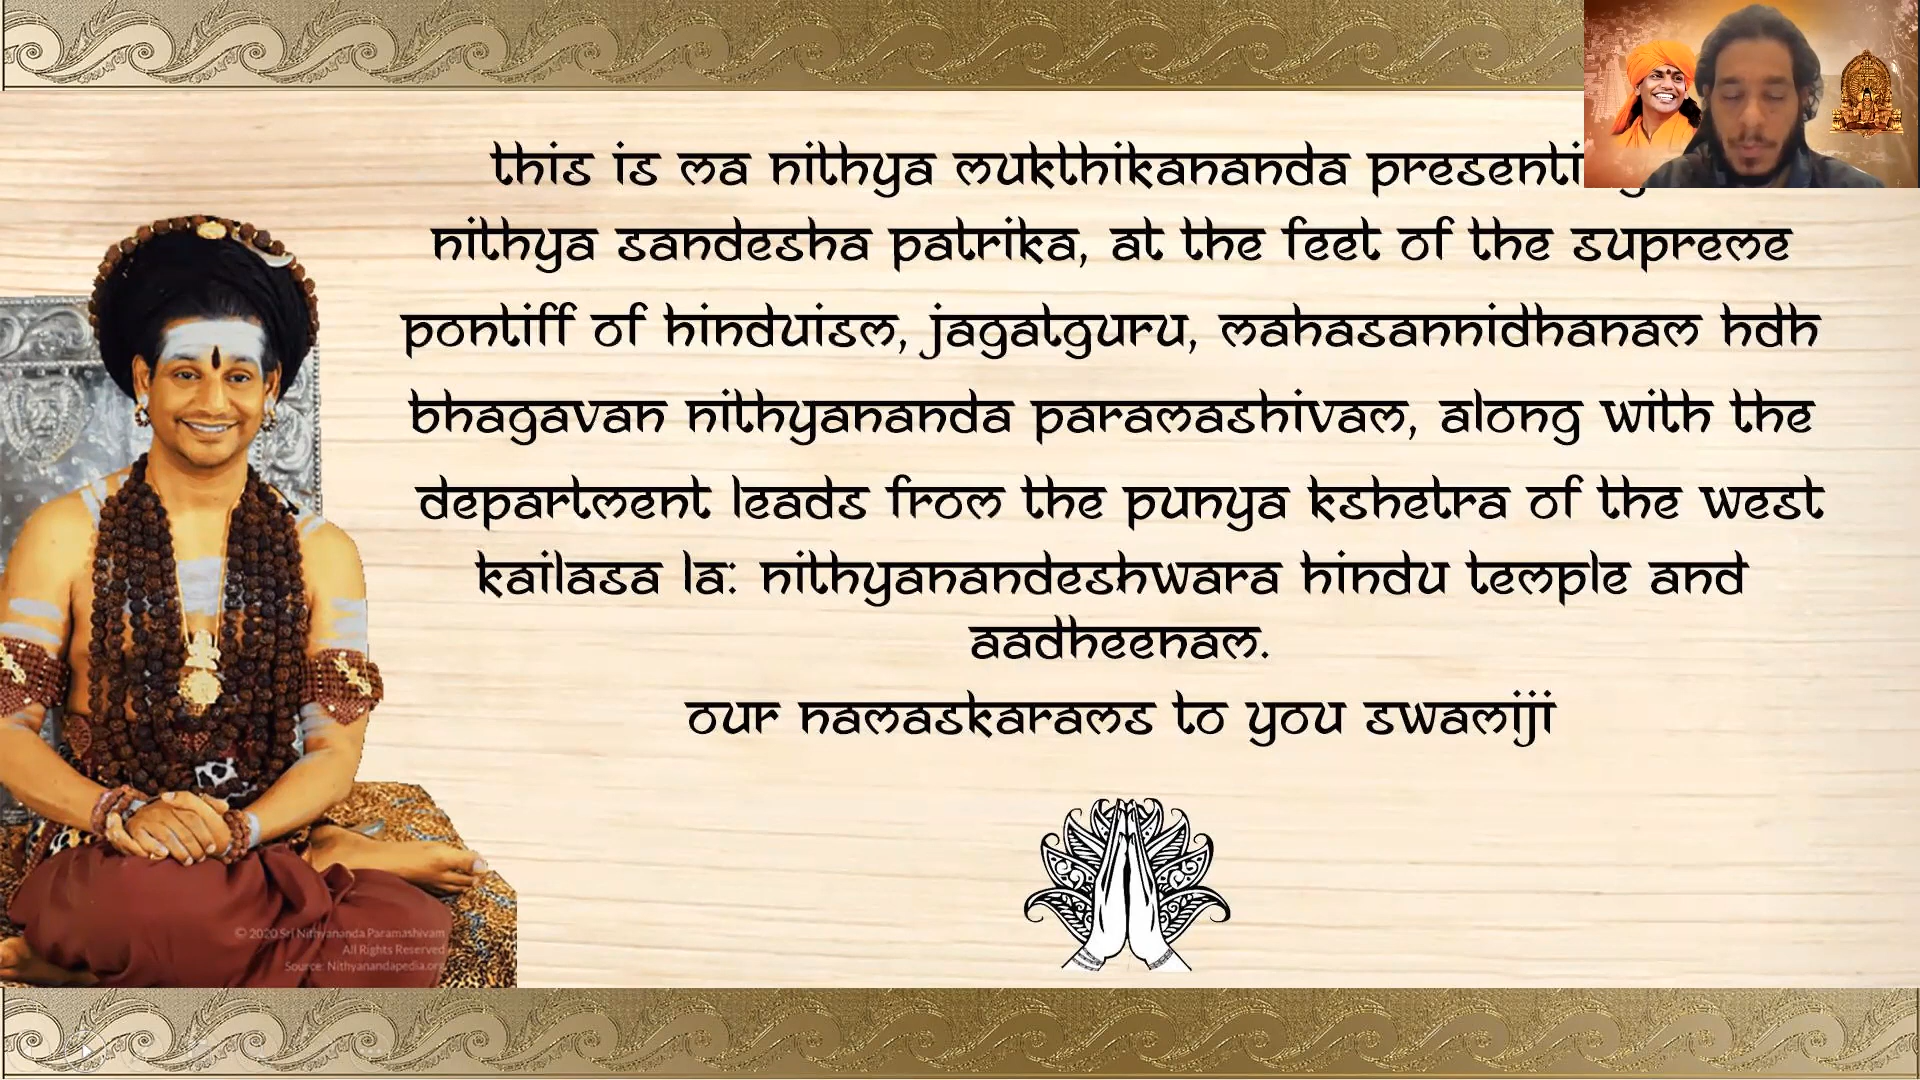 this is ma nithya mukthikananda
nithya sandesha patrika, at the feet of the supreme
pontiff of hinduism, jagatguru, mahasannidhanam hdh
bhagavan nithyananda paramashivam, along with the
department leads from the punya kshetra of the west
kailasa la: nithyanandeshwara hindu temple and
aadheenam.
our namaskarams to you swamiji
© 2020 Sri Nithyananda Paramashivam
All Rights Reserved
Source: Nithyanandapedia.org